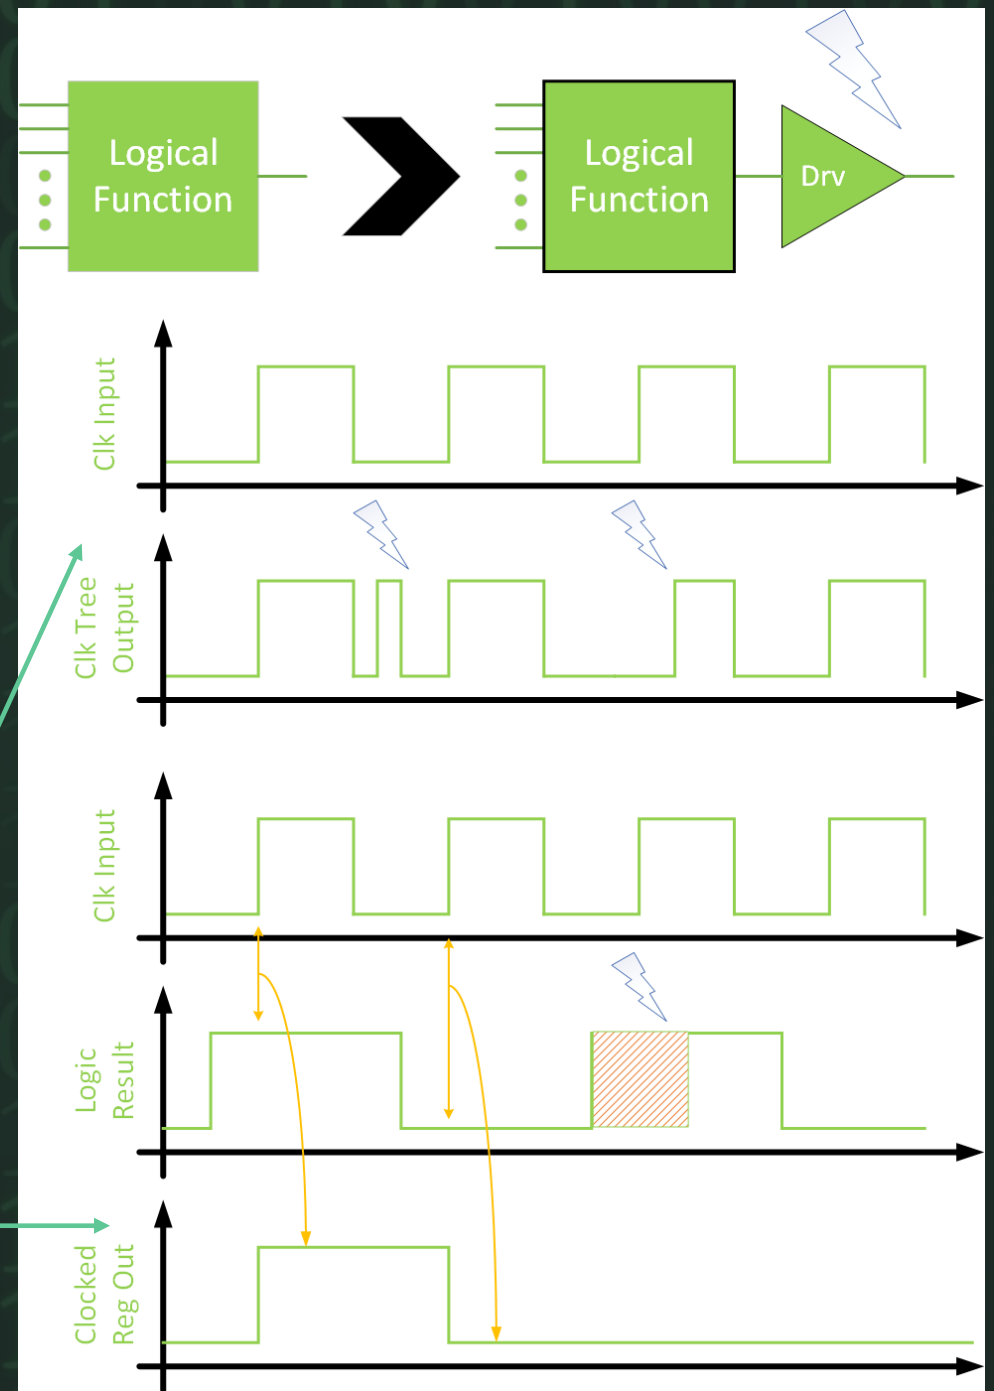 Logical
Function
Logical
Function
Drv
Clk Input
Clk Tree
Output
Clk Input
Logic
Result
Clocked
Reg Out